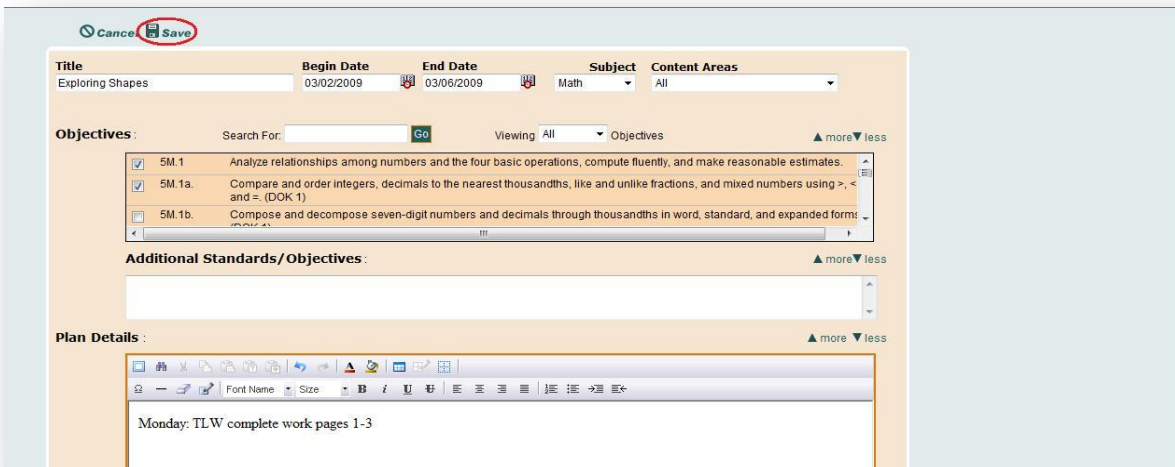 Cancel Save
Title Begin Date End Date Subject Content Areas
Exploring Shapes 03/02/2009 03/06/2009 Math All
Objectives: Search For: Go Viewing All Objectives ▲ more▼ less
5M.1 Analyze relationships among numbers and the four basic operations, compute fluently, and make reasonable estimates.
5M.1a. Compare and order integers, decimals to the nearest thousandths, like and unlike fractions, and mixed numbers using >, <
and =. (DOK 1)
5M.1b. Compose and decompose seven-digit numbers and decimals through thousandths in word, standard, and expanded forms
Additional Standards/Objectives: ▲ more▼ less
Plan Details : ▲ more ▼ less
Font Name Size B i U
Monday: TLW complete work pages 1-3